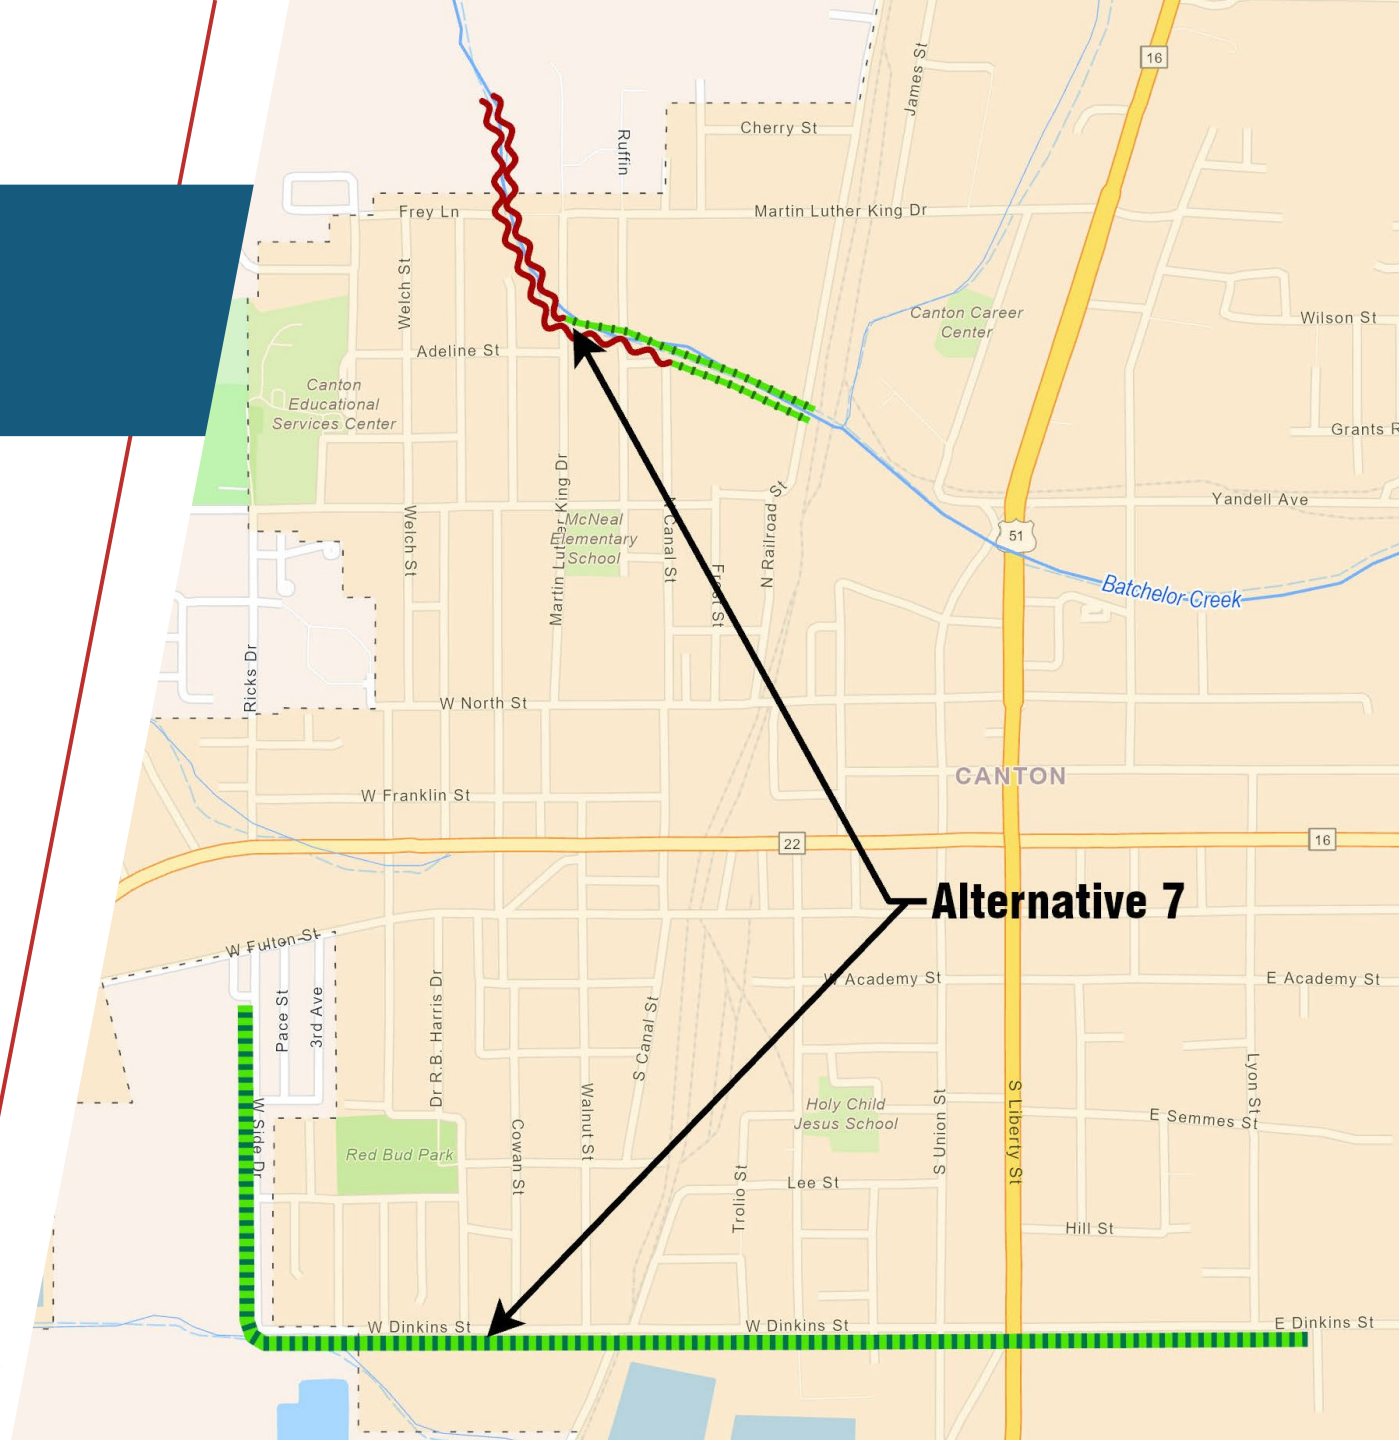 16
James St
Cherry St
Ruffin
Frey Ln
Martin Luther King Dr
Welch St
Canton Career
Center
Wilson St
Adeline St
Canton
Educational
Services Center
Grants R
Yandell Ave
N Railroad St
Martin Luther King Dr
McNeal
Elementary
School
Welch St
N Canal St
Frost St
51
Batchelor Creek
Ricks Dr
W North St
CANTON
W Franklin St
22
16
Alternative 7
W Fulton St
W Academy St
E Academy St
Pace St
3rd Ave
Dr R.B. Harris Dr
S Canal St
W Side Dr
Red Bud Park
Cowan St
Walnut St
Holy Child
Jesus School
S Union St
S Liberty St
Lyon St
E Semmes St
Trolio St
Lee St
Hill St
W Dinkins St
W Dinkins St
E Dinkins St